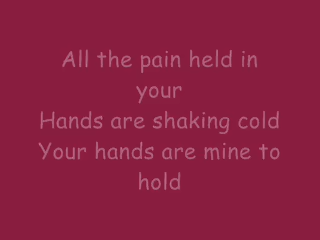 All the pain held in
your
Hands are shaking cold
Your hands are mine to
hold